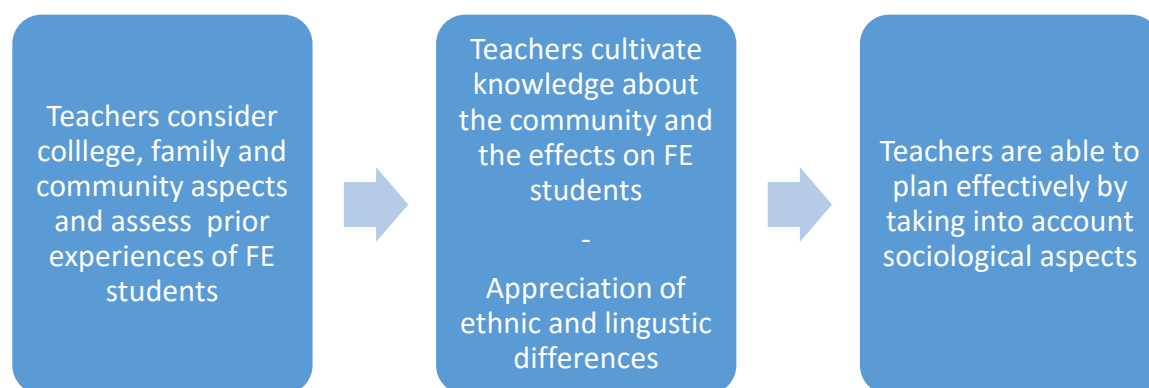 Teachers consider
colllege, family and
community aspects
and assess prior
experiences of FE
students
Teachers cultivate
knowledge about
the community and
the effects on FE
students
-
Appreciation of
ethnic and lingustic
differences
Teachers are able to
plan effectively by
taking into account
sociological aspects